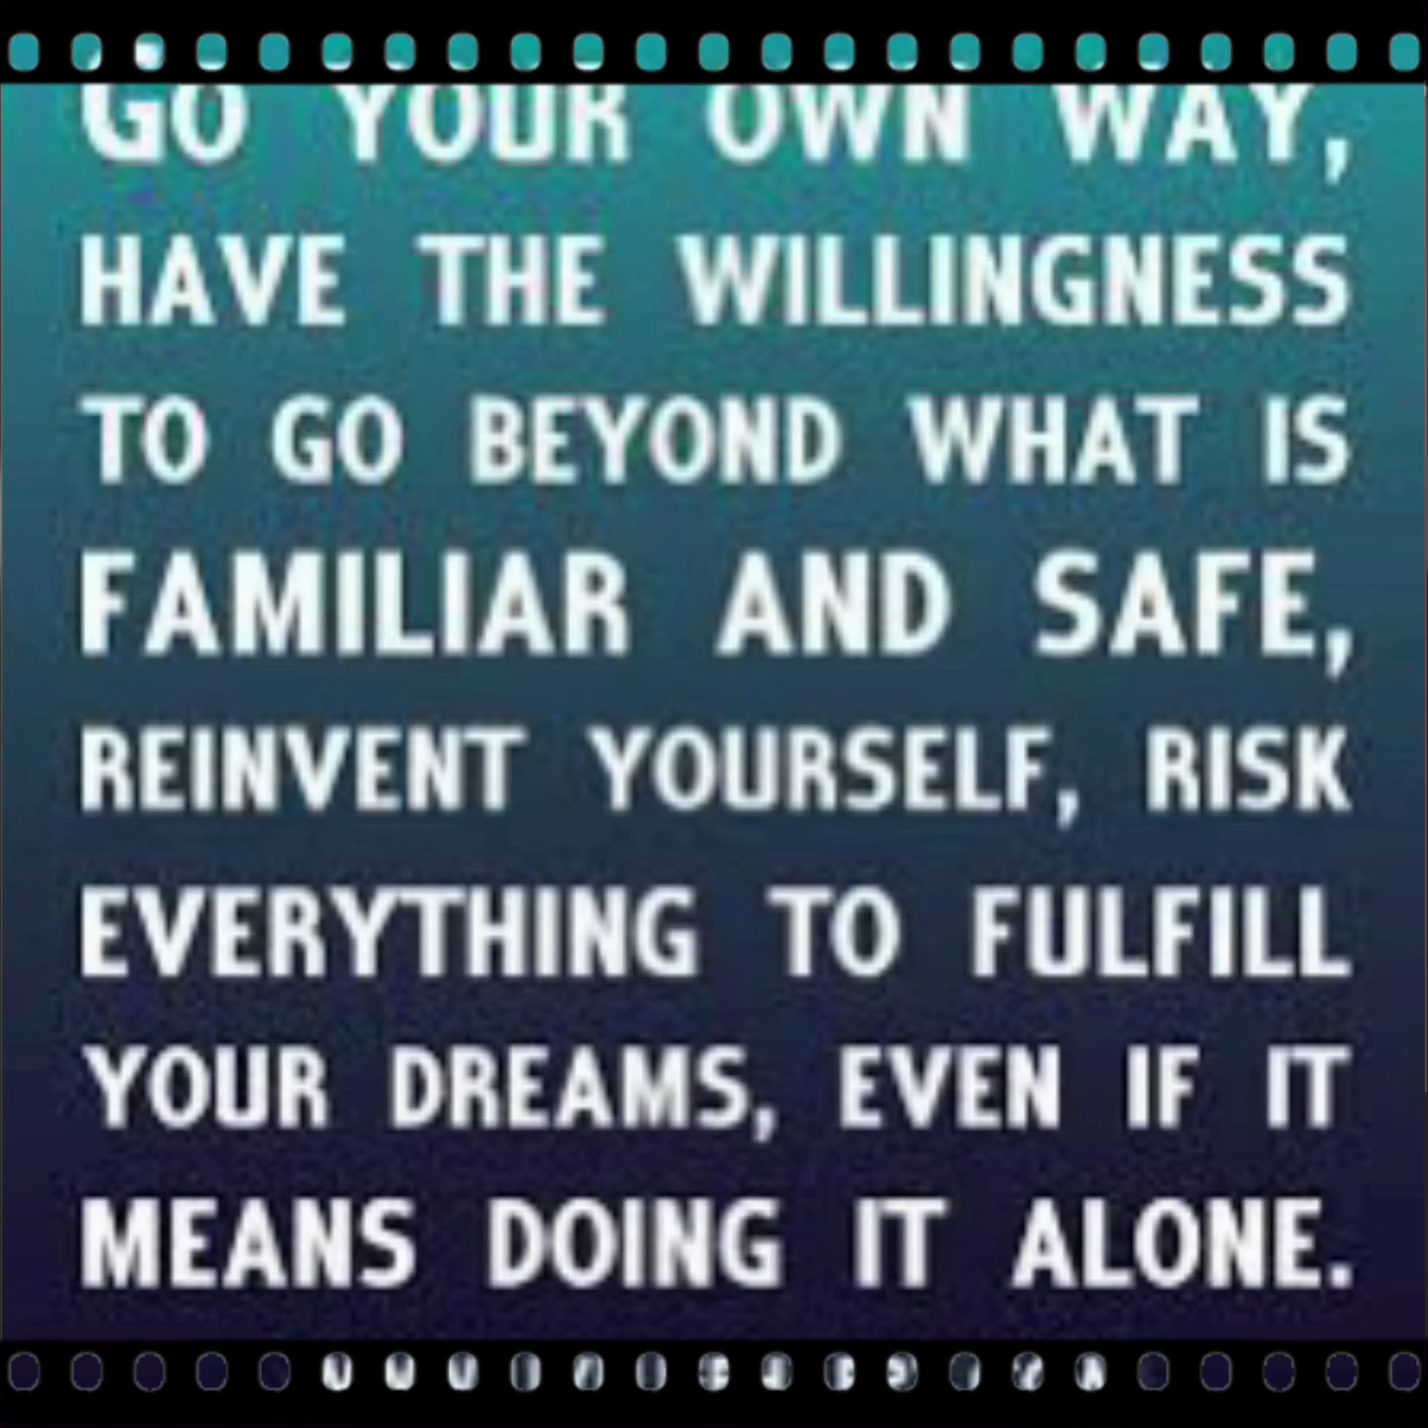 GO YOUR OWN WAY,
HAVE THE WILLINGNESS
TO GO BEYOND WHAT IS
FAMILIAR AND SAFE,
REINVENT YOURSELF, RISK
EVERYTHING TO FULFILL
YOUR DREAMS, EVEN IF IT
MEANS DOING IT ALONE.